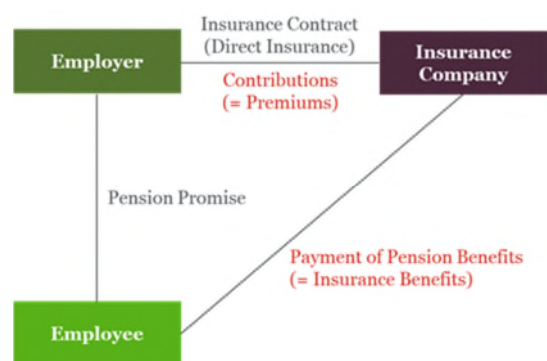 Insurance Contract
(Direct Insurance)
Employer
Insurance
Company
Contributions
(= Premiums)
Pension Promise
Payment of Pension Benefits
(= Insurance Benefits)
Employee